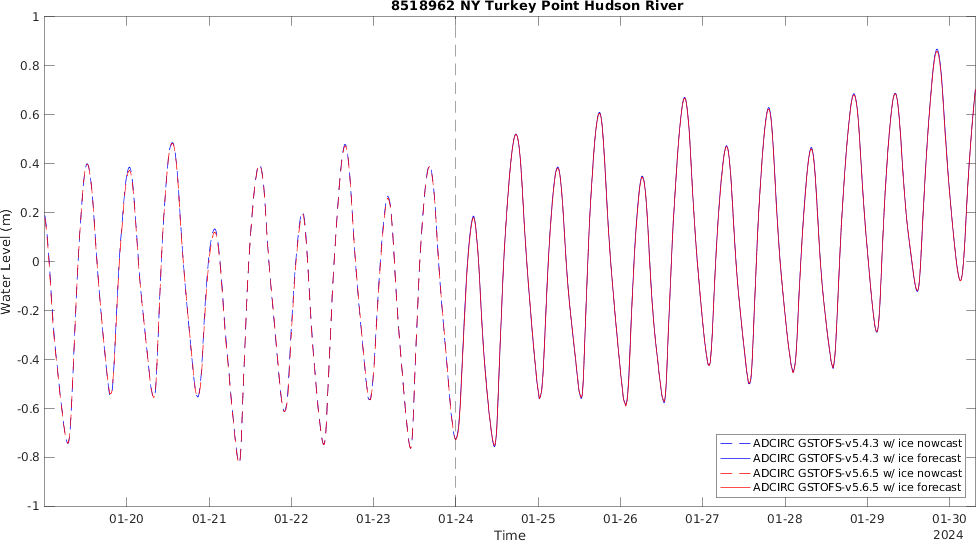 8518962 NY Turkey Point Hudson River
1
0.8
0.6
0.4
0.2
0
-0.2
-0.4
-0.6
-0.8
-1
Water Level (m)
ADCIRC GSTOFS-v5.4.3 w/ ice nowcast
ADCIRC GSTOFS-v5.4.3 w/ ice forecast
ADCIRC GSTOFS-v5.6.5 w/ ice nowcast
ADCIRC GSTOFS-v5.6.5 w/ ice forecast
01-20 01-21 01-22 01-23 01-24 01-25 01-26 01-27 01-28 01-29 01-30
Time
2024